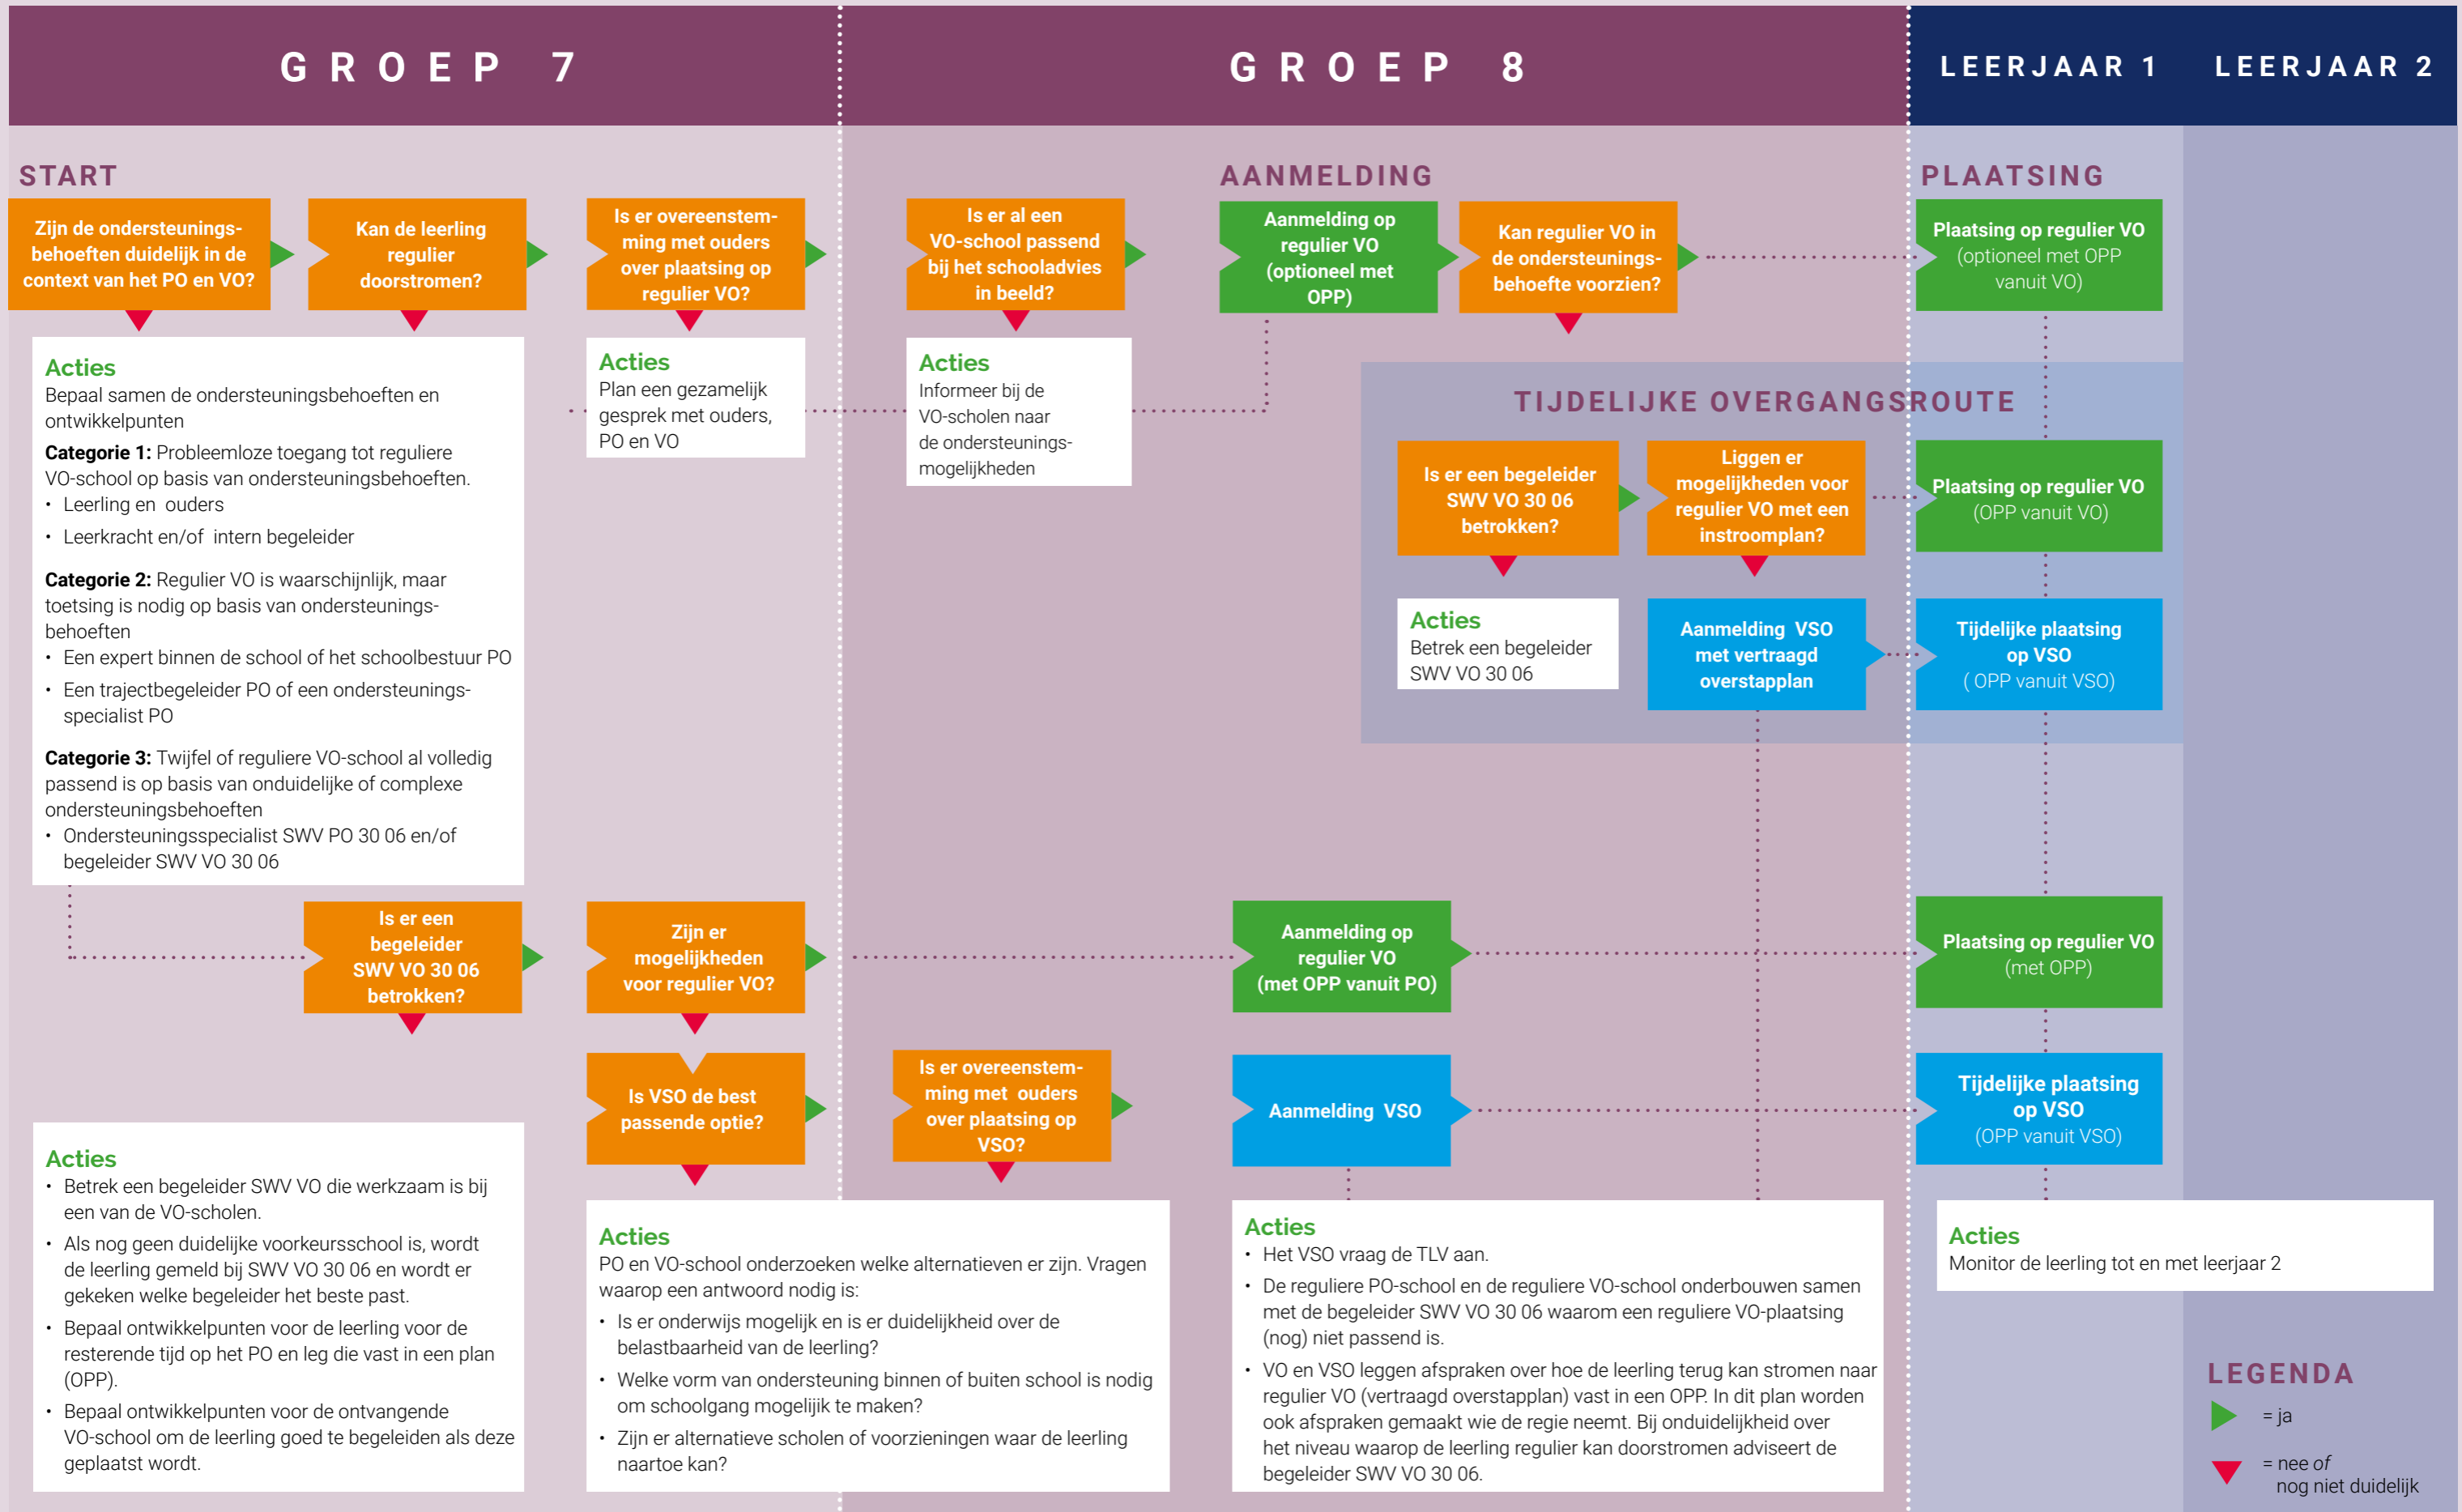 GROEP 7
GROEP 8
LEERJAAR 1
LEERJAAR 2
START
Zijn de ondersteunings-
behoeften duidelijk in de
context van het PO en VO?
Kan de leerling
regulier
doorstromen?
Is er overeenstem-
ming met ouders
over plaatsing op
regulier VO?
Is er al een
VO-school passend
bij het schooladvies
in beeld?
AANMELDING
Aanmelding op
regulier VO
(optioneel met
OPP)
Kan regulier VO in
de ondersteunings-
behoefte voorzien?
PLAATSING
Plaatsing op regulier VO
(optioneel met OPP
vanuit VO)
Acties
Bepaal samen de ondersteuningsbehoeften en
ontwikkelpunten
Categorie 1: Probleemloze toegang tot reguliere
VO-school op basis van ondersteuningsbehoeften.
• Leerling en ouders
• Leerkracht en/of intern begeleider
Categorie 2: Regulier VO is waarschijnlijk, maar
toetsing is nodig op basis van ondersteunings-
behoeften
• Een expert binnen de school of het schoolbestuur PO
• Een trajectbegeleider PO of een ondersteunings-
specialist PO
Categorie 3: Twijfel of reguliere VO-school al volledig
passend is op basis van onduidelijke of complexe
ondersteuningsbehoeften
• Ondersteuningsspecialist SWV PO 30 06 en/of
begeleider SWV VO 30 06
Acties
Plan een gezamelijk
gesprek met ouders,
PO en VO
Acties
Informeer bij de
VO-scholen naar
de ondersteunings-
mogelijkheden
TIJDELIJKE OVERGANGSROUTE
Is er een begeleider
SWV VO 30 06
betrokken?
Liggen er
mogelijkheden voor
regulier VO met een
instroomplan?
Plaatsing op regulier VO
(OPP vanuit VO)
Acties
Betrek een begeleider
SWV VO 30 06
Aanmelding VSO
met vertraagd
overstapplan
Tijdelijke plaatsing
op VSO
( OPP vanuit VSO)
Is er een
begeleider
SWV VO 30 06
betrokken?
Zijn er
mogelijkheden
voor regulier VO?
Aanmelding op
regulier VO
(met OPP vanuit PO)
Plaatsing op regulier VO
(met OPP)
Is VSO de best
passende optie?
Is er overeenstem-
ming met ouders
over plaatsing op
VSO?
Aanmelding VSO
Tijdelijke plaatsing
op VSO
(OPP vanuit VSO)
Acties
• Betrek een begeleider SWV VO die werkzaam is bij
een van de VO-scholen.
• Als nog geen duidelijke voorkeursschool is, wordt
de leerling gemeld bij SWV VO 30 06 en wordt er
gekeken welke begeleider het beste past.
• Bepaal ontwikkelpunten voor de leerling voor de
resterende tijd op het PO en leg die vast in een plan
(OPP).
• Bepaal ontwikkelpunten voor de ontvangende
VO-school om de leerling goed te begeleiden als deze
geplaatst wordt.
Acties
PO en VO-school onderzoeken welke alternatieven er zijn. Vragen
waarop een antwoord nodig is:
• Is er onderwijs mogelijk en is er duidelijkheid over de
belastbaarheid van de leerling?
• Welke vorm van ondersteuning binnen of buiten school is nodig
om schoolgang mogelijk te maken?
• Zijn er alternatieve scholen of voorzieningen waar de leerling
naartoe kan?
Acties
• Het VSO vraag de TLV aan.
• De reguliere PO-school en de reguliere VO-school onderbouwen samen
met de begeleider SWV VO 30 06 waarom een reguliere VO-plaatsing
(nog) niet passend is.
• VO en VSO leggen afspraken over hoe de leerling terug kan stromen naar
regulier VO (vertraagd overstapplan) vast in een OPP. In dit plan worden
ook afspraken gemaakt wie de regie neemt. Bij onduidelijkheid over
het niveau waarop de leerling regulier kan doorstromen adviseert de
begeleider SWV VO 30 06.
Acties
Monitor de leerling tot en met leerjaar 2
LEGENDA
= ja
= nee of
nog niet duidelijk